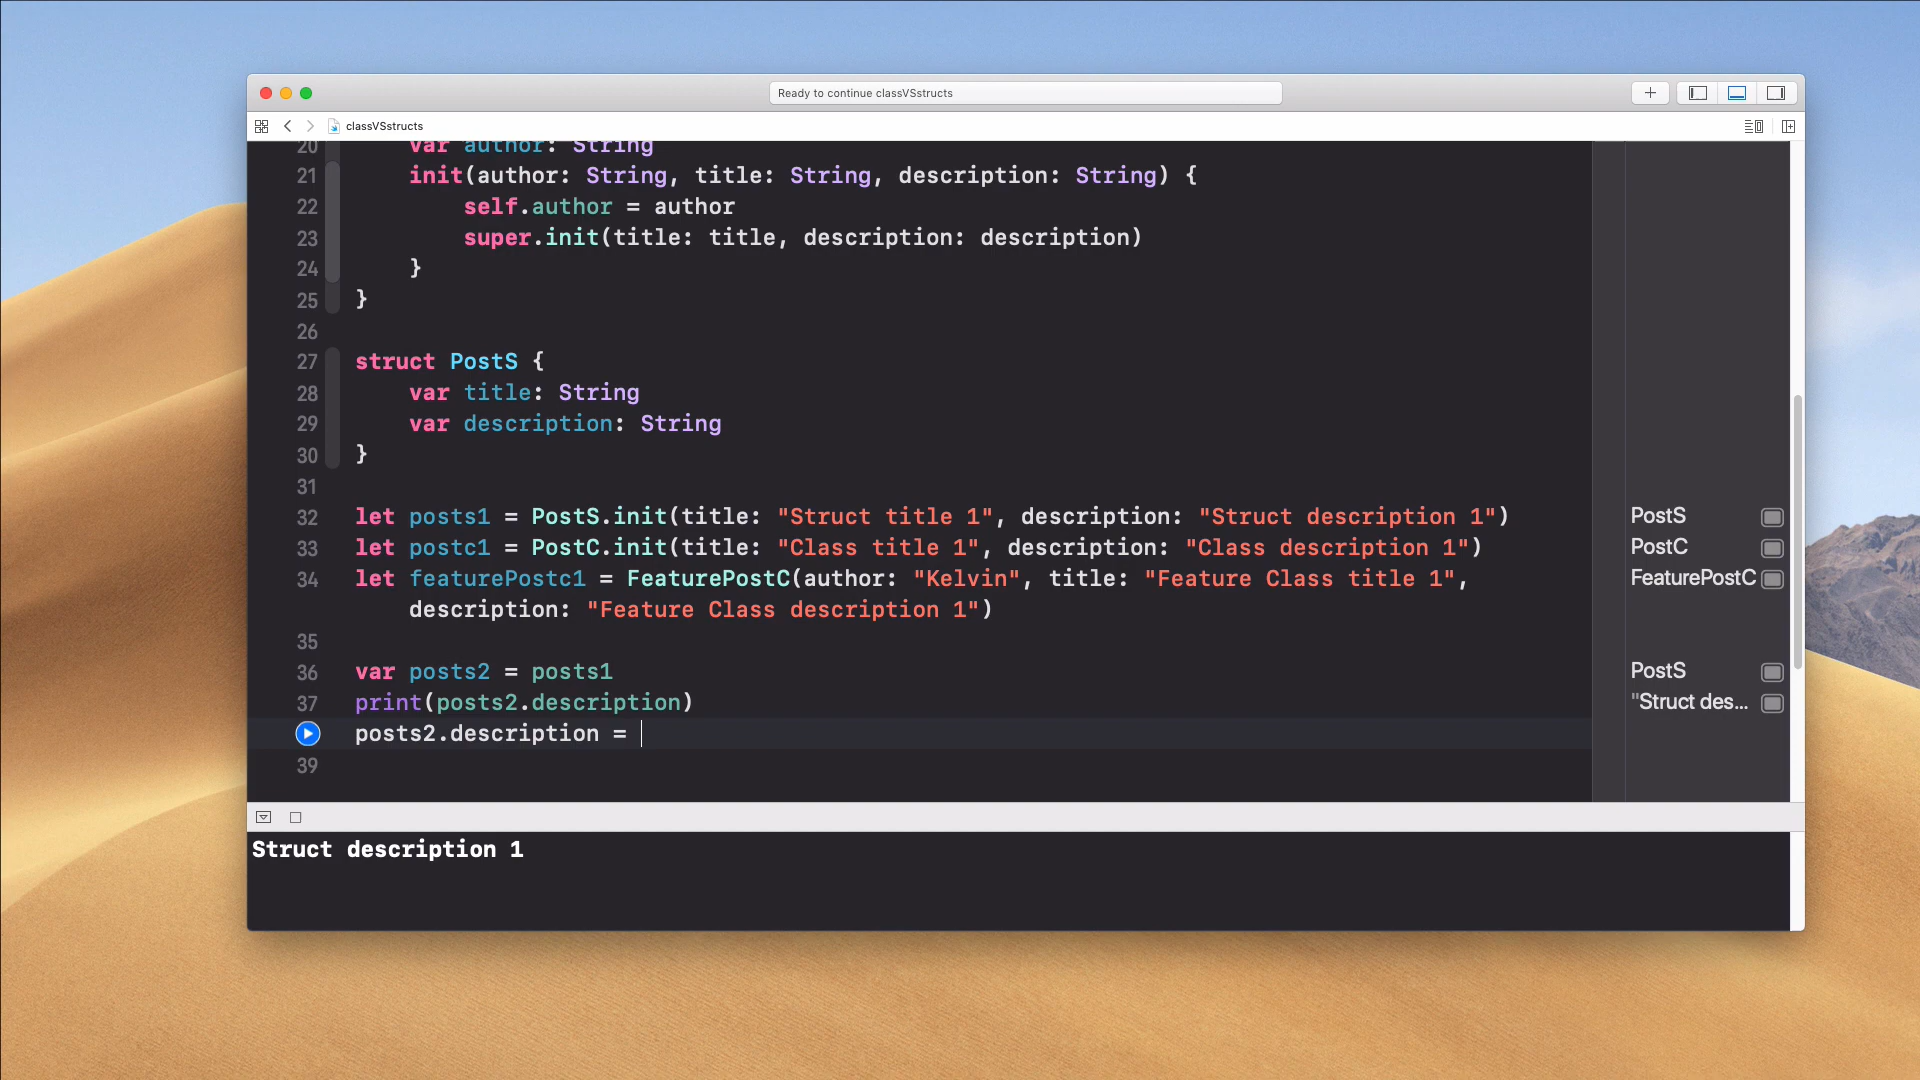 Ready to continue classVSstructs
classVSstructs
20 var author: String
21 init(author: String, title: String, description: String) {
22 self.author = author
23 super.init(title: title, description: description)
24 }
25 }
26
27 struct PostS {
28 var title: String
29 var description: String
30 }
31
32 let posts1 = PostS.init(title: "Struct title 1", description: "Struct description 1") PostS
33 let postc1 = PostC.init(title: "Class title 1", description: "Class description 1") PostC
34 let featurePostc1 = FeaturePostC(author: "Kelvin", title: "Feature Class title 1", FeaturePostC
description: "Feature Class description 1")
35
36 var posts2 = posts1 PostS
37 print(posts2.description) "Struct des...
posts2.description =
39
Struct description 1